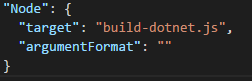 "Node": {
  "target": "build-dotnet.js",
  "argumentFormat": ""
}